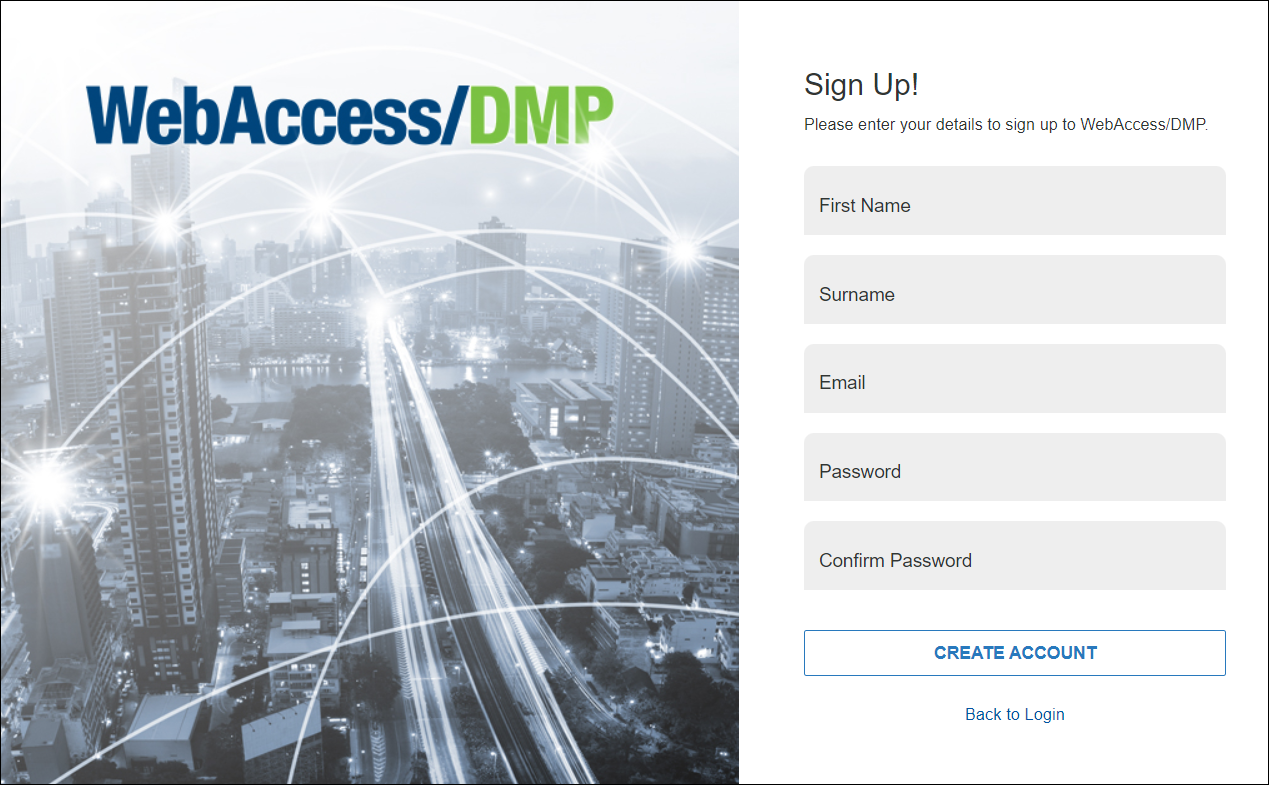 WebAccess/DMP
Sign Up!
Please enter your details to sign up to WebAccess/DMP.
First Name
Surname
Email
Password
Confirm Password
CREATE ACCOUNT
Back to Login